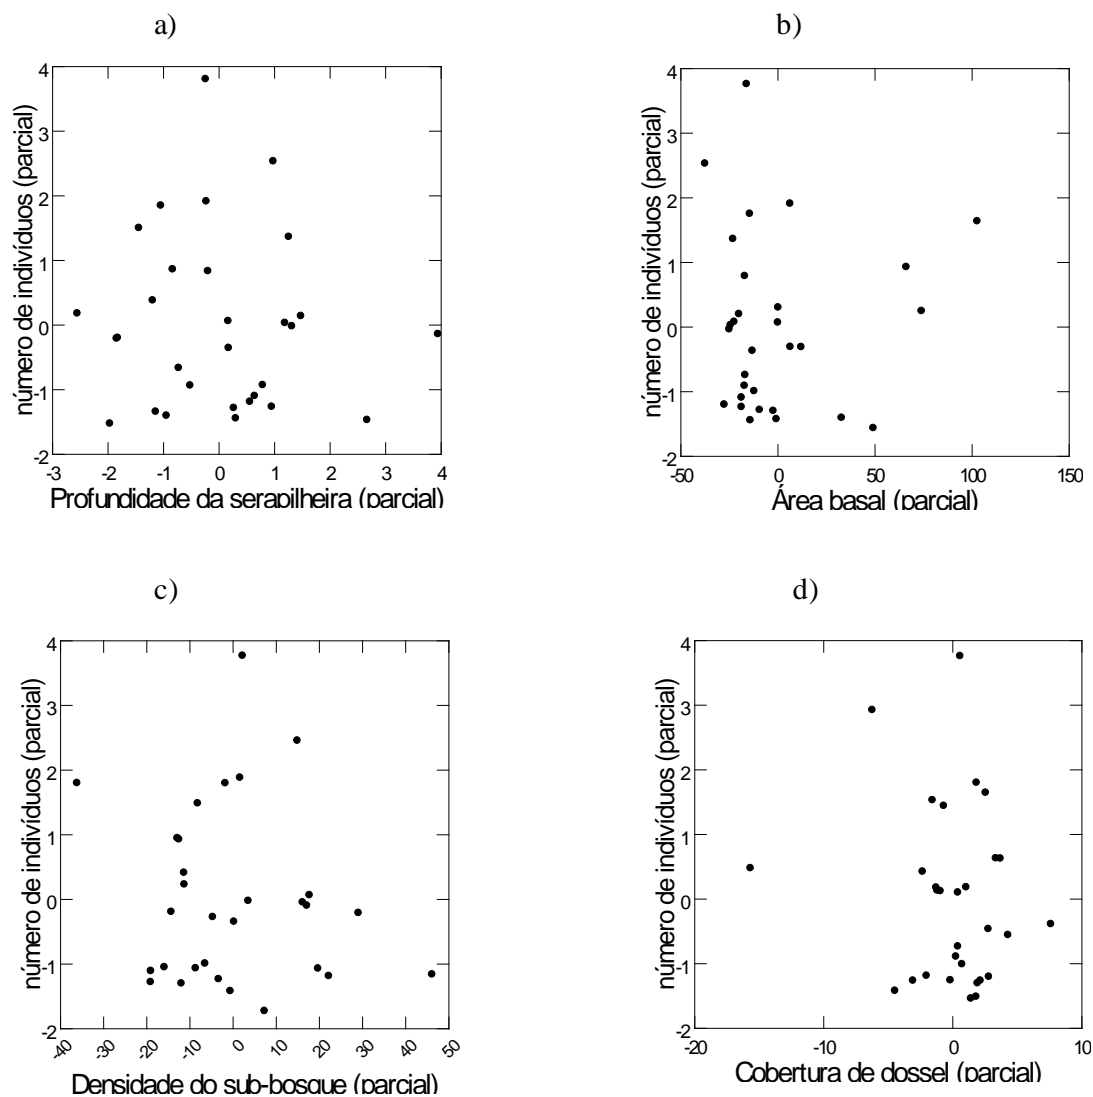 a)
b)
4
3
2
1
0
-1
-2
número de indivíduos (parcial)
-3 -2 -1 0 1 2 3 4
Profundidade da serapilheira (parcial)
4
3
2
1
0
-1
-2
número de indivíduos (parcial)
-50 0 50 100 150
Área basal (parcial)
c)
d)
4
3
2
1
0
-1
-2
número de indivíduos (parcial)
-40 -30 -20 -10 0 10 20 30 40 50
Densidade do sub-bosque (parcial)
4
3
2
1
0
-1
-2
número de indivíduos (parcial)
-20 -10 0 10
Cobertura de dossel (parcial)